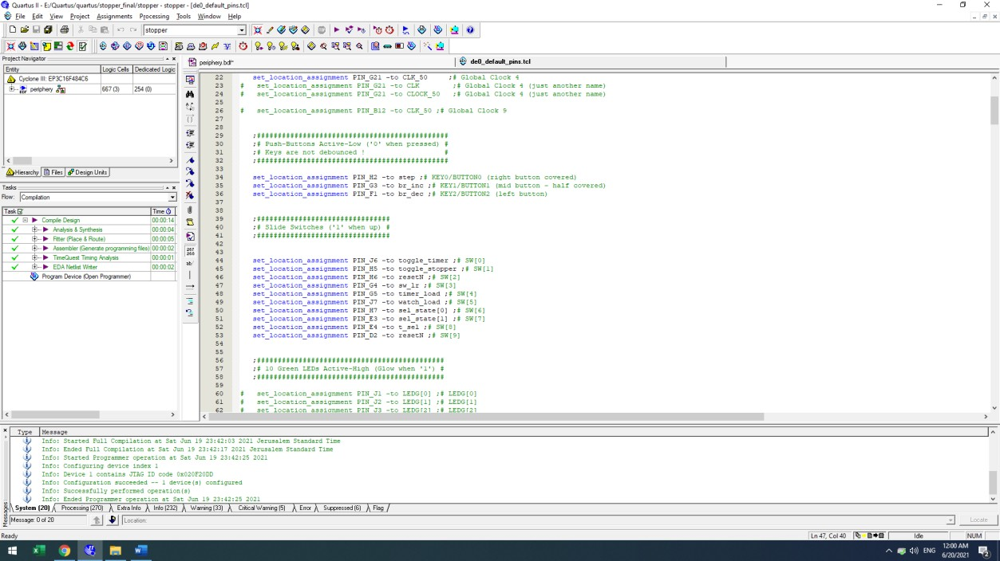 Quartus II - E:/Quartus/quartus/stopper_final/stopper - stopper - [de0_default_pins.tcl]
File Edit View Project Assignments Processing Tools Window Help
stopper
Project Navigator
Entity Logic Cells Dedicated Logic
Cyclone III: EP3C16F484C6
periphery 667 (3) 254 (0)
Hierarchy Files Design Units
Tasks
Flow: Compilation
Task Time
Compile Design 00:00:14
Analysis & Synthesis 00:00:04
Fitter (Place & Route) 00:00:05
Assembler (Generate programming files) 00:00:02
TimeQuest Timing Analysis 00:00:01
EDA Netlist Writer 00:00:02
Program Device (Open Programmer)
periphery.bdf*
de0_default_pins.tcl
267
268
ab/
22 set_location_assignment PIN_G21 -to CLK_50 ;# Global Clock 4
23 # set_location_assignment PIN_G21 -to CLK ;# Global Clock 4 (just another name)
24 # set_location_assignment PIN_G21 -to CLOCK_50 ;# Global Clock 4 (just another name)
25
26 # set_location_assignment PIN_B12 -to CLK_50 ;# Global Clock 9
27
28
29 ;##############################################
30 ;# Push-Buttons Active-Low ('0' when pressed) #
31 ;# Keys are not debounced ! #
32 ;##############################################
33
34 set_location_assignment PIN_H2 -to step ;# KEY0/BUTTON0 (right button covered)
35 set_location_assignment PIN_G3 -to br_inc ;# KEY1/BUTTON1 (mid button - half covered)
36 set_location_assignment PIN_F1 -to br_dec ;# KEY2/BUTTON2 (left button)
37
38
39 ;################################
40 ;# Slide Switches ('1' when up) #
41 ;################################
42
43
44 set_location_assignment PIN_J6 -to toggle_timer ;# SW[0]
45 set_location_assignment PIN_H5 -to toggle_stopper ;# SW[1]
46 set_location_assignment PIN_H6 -to resetN ;# SW[2]
47 set_location_assignment PIN_G4 -to sw_lr ;# SW[3]
48 set_location_assignment PIN_G5 -to timer_load ;# SW[4]
49 set_location_assignment PIN_J7 -to watch_load ;# SW[5]
50 set_location_assignment PIN_H7 -to sel_state[0] ;# SW[6]
51 set_location_assignment PIN_E3 -to sel_state[1] ;# SW[7]
52 set_location_assignment PIN_E4 -to t_sel ;# SW[8]
53 set_location_assignment PIN_D2 -to resetN ;# SW[9]
54
55
56 ;#############################################
57 ;# 10 Green LEDs Active-High (Glow when '1') #
58 ;#############################################
59
60 # set_location_assignment PIN_J1 -to LEDG[0] ;# LEDG[0]
61 # set_location_assignment PIN_J2 -to LEDG[1] ;# LEDG[1]
62 # set_location_assignment PIN_J3 -to LEDG[2] ;# LEDG[2]
Type Message
Info: Started Full Compilation at Sat Jun 19 23:42:03 2021 Jerusalem Standard Time
Info: Ended Full Compilation at Sat Jun 19 23:42:17 2021 Jerusalem Standard Time
Info: Started Programmer operation at Sat Jun 19 23:42:25 2021
Info: Configuring device index 1
Info: Device 1 contains JTAG ID code 0x020F20DD
Info: Configuration succeeded -- 1 device(s) configured
Info: Successfully performed operation(s)
Info: Ended Programmer operation at Sat Jun 19 23:42:25 2021
System (20) Processing (270) Extra Info Info (232) Warning (33) Critical Warning (5) Error Suppressed (6) Flag
Messages
Message: 0 of 20 Location: Locate
Ready Ln 47, Col 40 Idle NUM
ENG 12:00 AM
6/20/2021
2